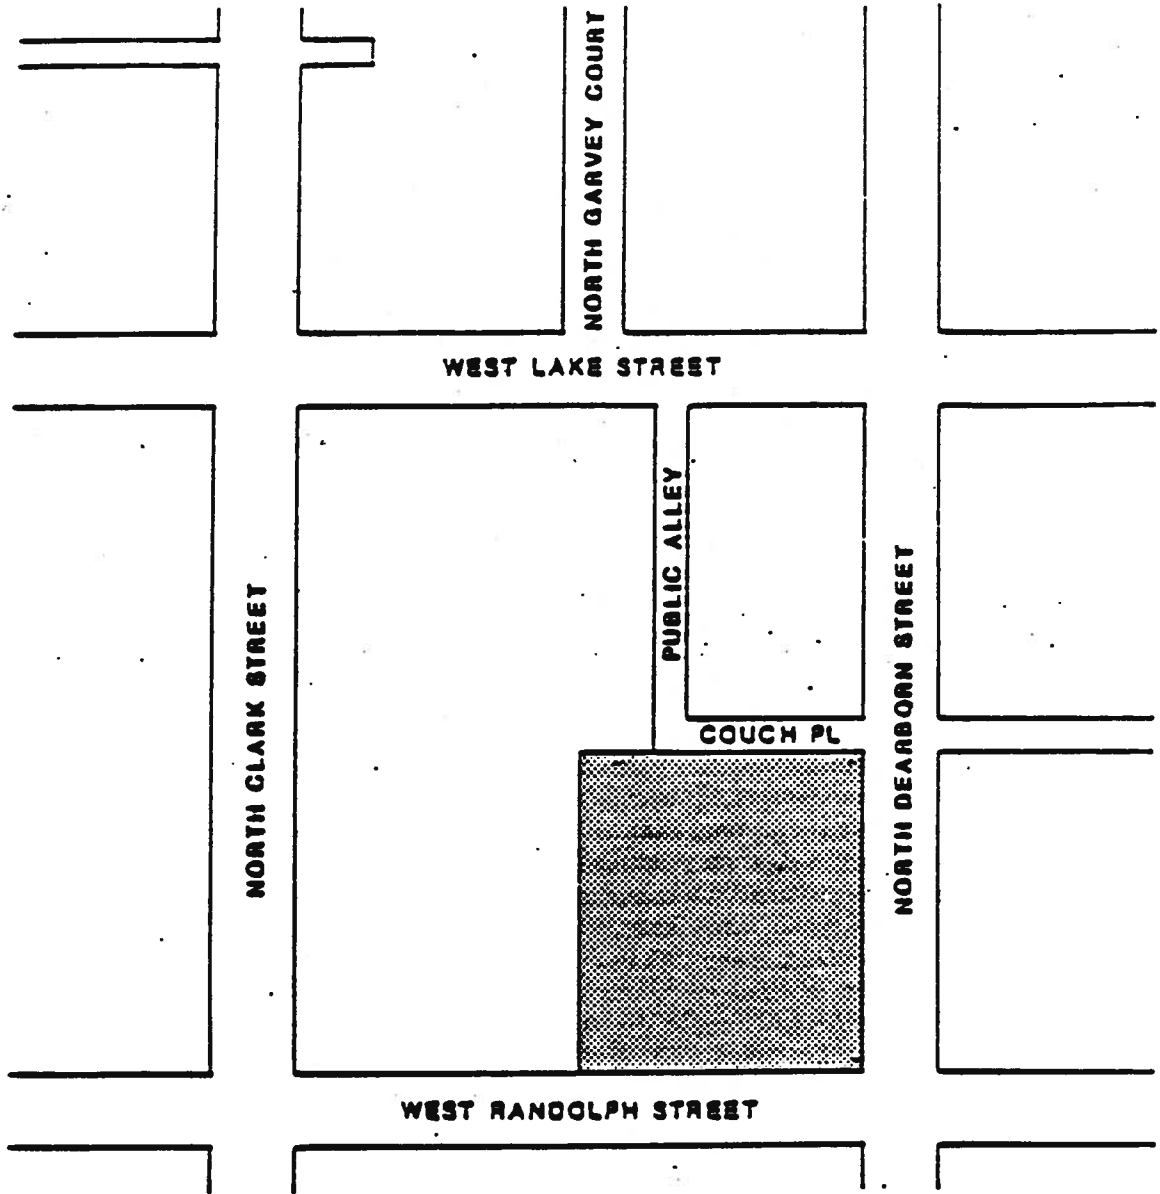 NORTH GARVEY COURT
WEST LAKE STREET
PUBLIC ALLEY
NORTH CLARK STREET
NORTH DEARBORN STREET
COUCH PL
WEST RANDOLPH STREET